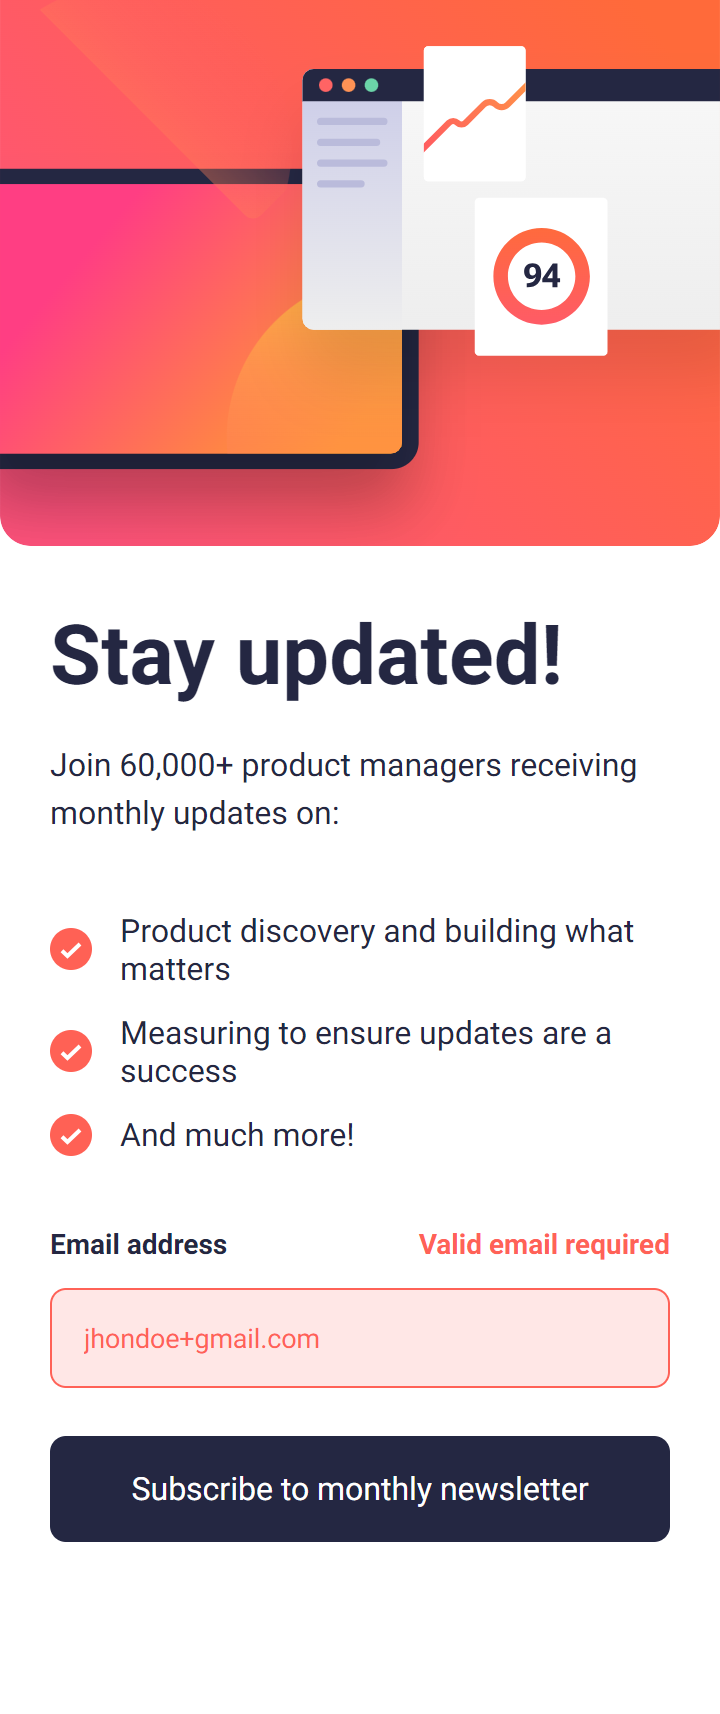 94
Stay updated!
Join 60,000+ product managers receiving
monthly updates on:
Product discovery and building what
matters
Measuring to ensure updates are a
success
And much more!
Email address Valid email required
jhondoe+gmail.com
Subscribe to monthly newsletter